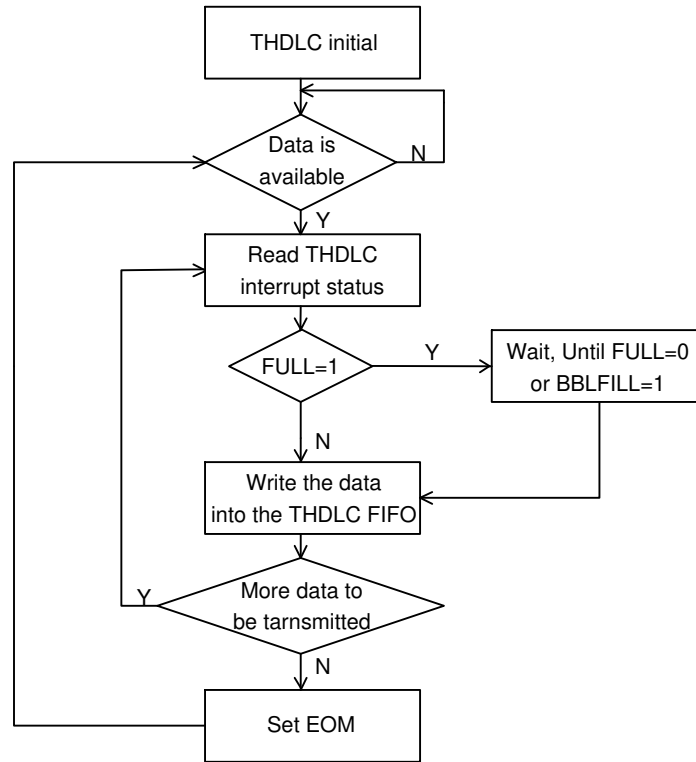 THDLC initial
Data is
available
N
Y
Read THDLC
interrupt status
FULL=1
Y
Wait, Until FULL=0
or BBLFILL=1
N
Write the data
into the THDLC FIFO
More data to
be tarnsmitted
Y
N
Set EOM